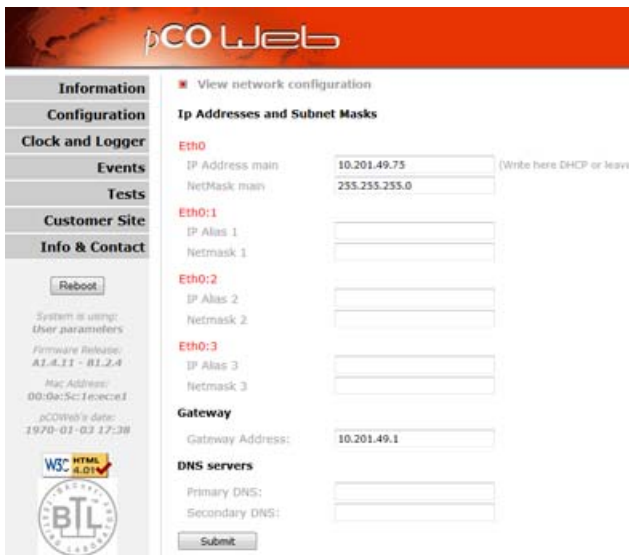 pCO Web
Information
Configuration
Clock and Logger
Events
Tests
Customer Site
Info & Contact
Reboot
System is using:
User parameters
Firmware Release:
A1.4.11 - B1.2.4
Mac Address:
00:0a:5c:1e:ec:e1
pCOWeb's date:
1970-01-03 17:38
W3C HTML 4.01
BTL
View network configuration
Ip Addresses and Subnet Masks
Eth0
IP Address main 10.201.49.75 (Write here DHCP or leave
NetMask main 255.255.255.0
Eth0:1
IP Alias 1
Netmask 1
Eth0:2
IP Alias 2
Netmask 2
Eth0:3
IP Alias 3
Netmask 3
Gateway
Gateway Address: 10.201.49.1
DNS servers
Primary DNS:
Secondary DNS:
Submit